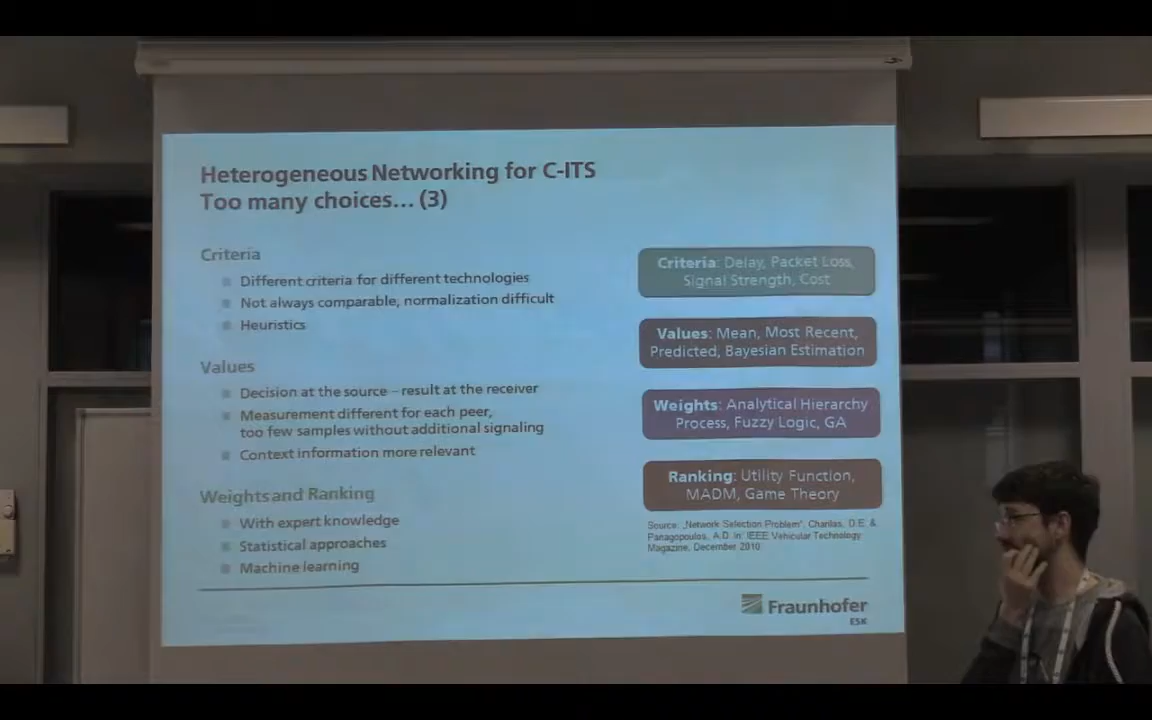 Heterogeneous Networking for C-ITS
Too many choices... (3)
Criteria
Different criteria for different technologies
Not always comparable, normalization difficult
Heuristics
Values
Decision at the source – result at the receiver
Measurement different for each peer,
too few samples without additional signaling
Context information more relevant
Weights and Ranking
With expert knowledge
Statistical approaches
Machine learning
Criteria: Delay, Packet Loss,
Signal Strength, Cost
Values: Mean, Most Recent,
Predicted, Bayesian Estimation
Weights: Analytical Hierarchy
Process, Fuzzy Logic, GA
Ranking: Utility Function,
MADM, Game Theory
Source: „Network Selection Problem“, Charilas, D.E. &
Panagopoulos, A.D. in: IEEE Vehicular Technology
Magazine, December 2010
Fraunhofer
ESK